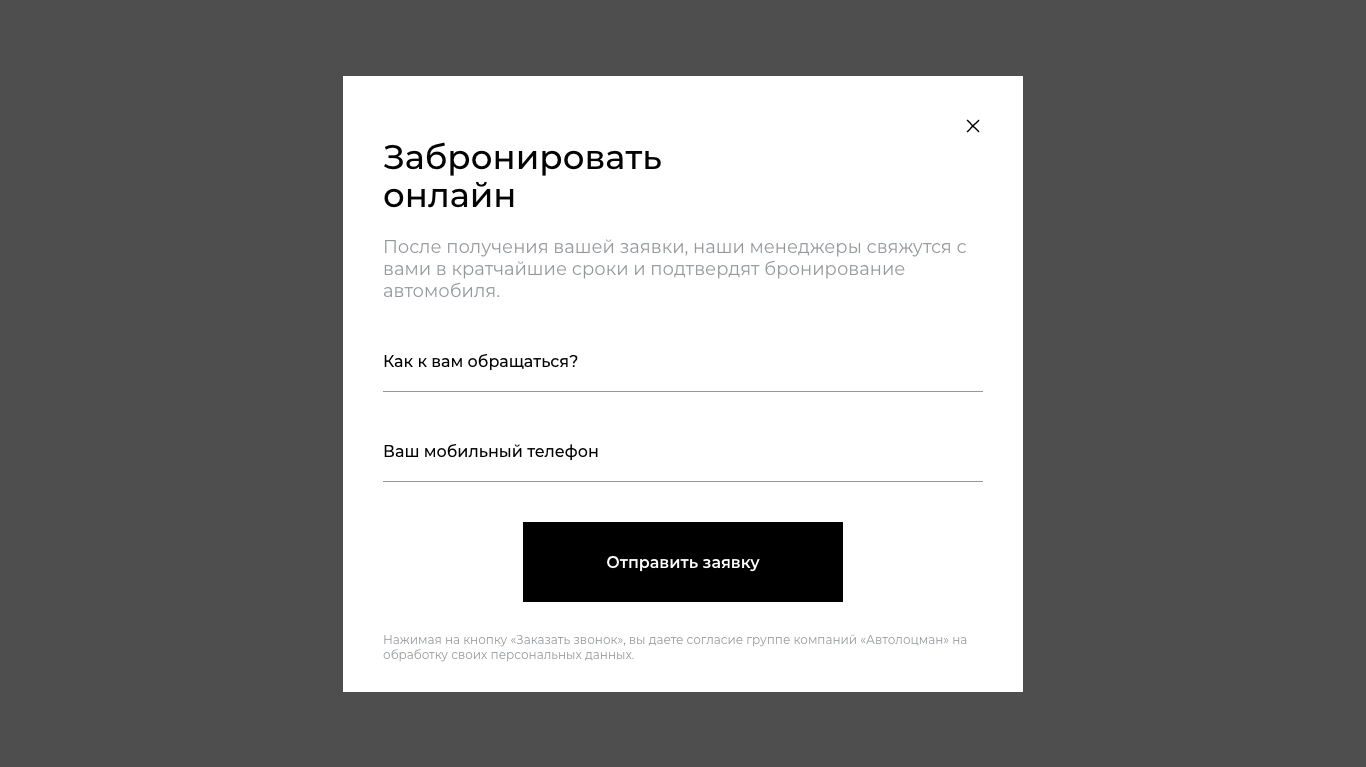 Забронировать
онлайн
После получения вашей заявки, наши менеджеры свяжутся с
вами в кратчайшие сроки и подтвердят бронирование
автомобиля.
Как к вам обращаться?
Ваш мобильный телефон
Отправить заявку
Нажимая на кнопку «Заказать звонок», вы даете согласие группе компаний «Автолоцман» на
обработку своих персональных данных.